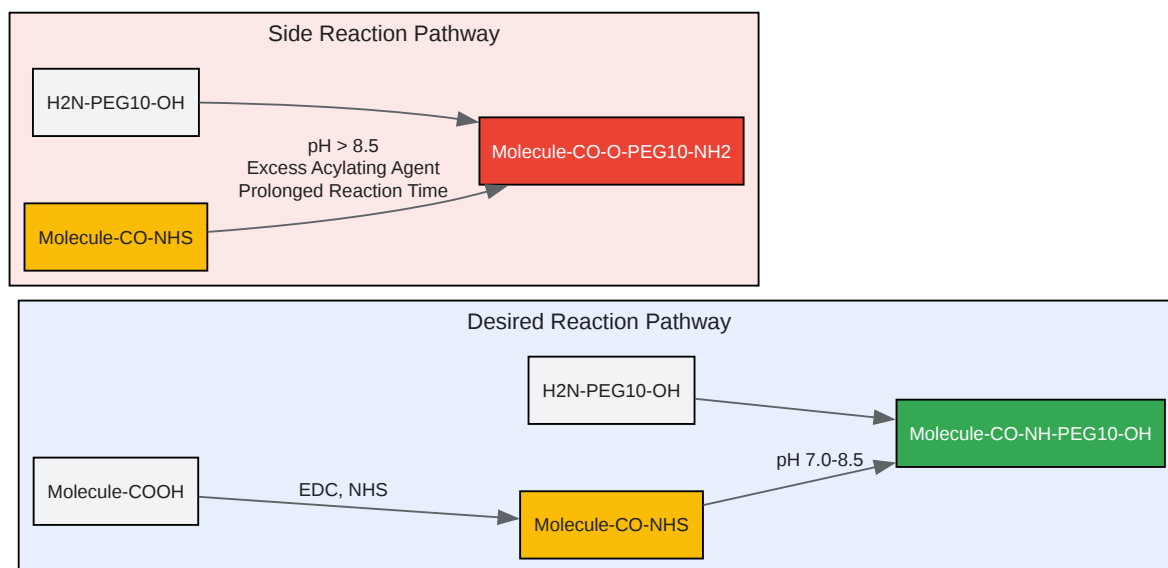 Side Reaction Pathway
H2N-PEG10-OH
Molecule-CO-O-PEG10-NH2
pH > 8.5
Excess Acylating Agent
Prolonged Reaction Time
Molecule-CO-NHS
Desired Reaction Pathway
H2N-PEG10-OH
Molecule-CO-NH-PEG10-OH
pH 7.0-8.5
Molecule-COOH
EDC, NHS
Molecule-CO-NHS